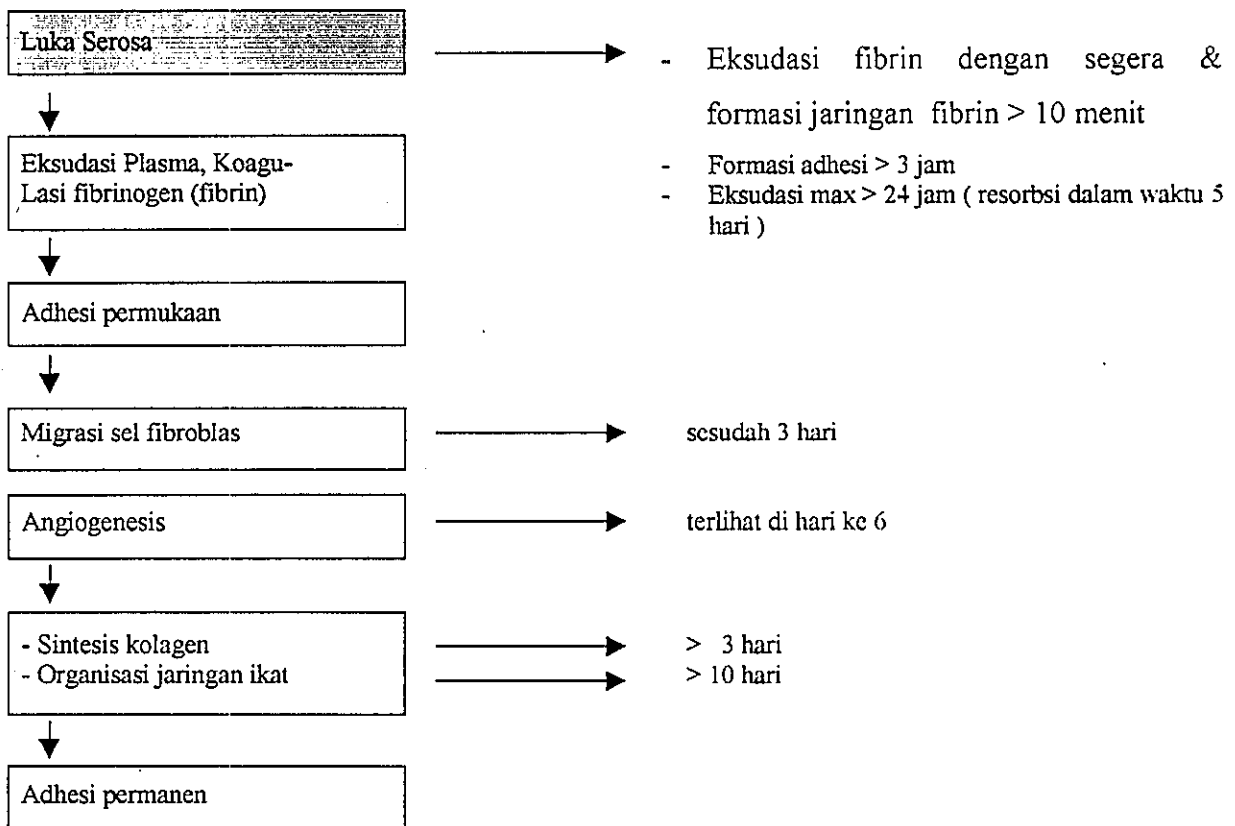 Luka Serosa
- Eksudasi fibrin dengan segera &
formasi jaringan fibrin > 10 menit
- Formasi adhesi > 3 jam
- Eksudasi max > 24 jam ( resorbsi dalam waktu 5
hari )
Eksudasi Plasma, Koagu-
Lasi fibrinogen (fibrin)
Adhesi permukaan
Migrasi sel fibroblas
sesudah 3 hari
Angiogenesis
terlihat di hari ke 6
- Sintesis kolagen
- Organisasi jaringan ikat
> 3 hari
> 10 hari
Adhesi permanen